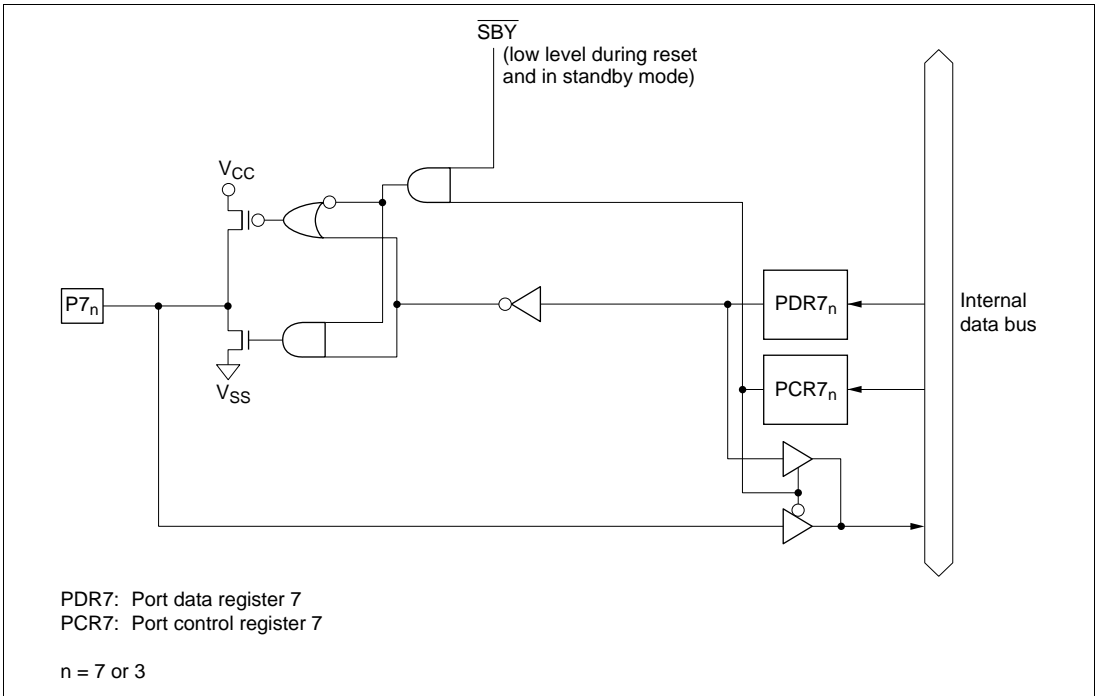 SBY
(low level during reset
and in standby mode)
VCC
P7n
VSS
PDR7n
PCR7n
Internal
data bus
PDR7: Port data register 7
PCR7: Port control register 7
n = 7 or 3